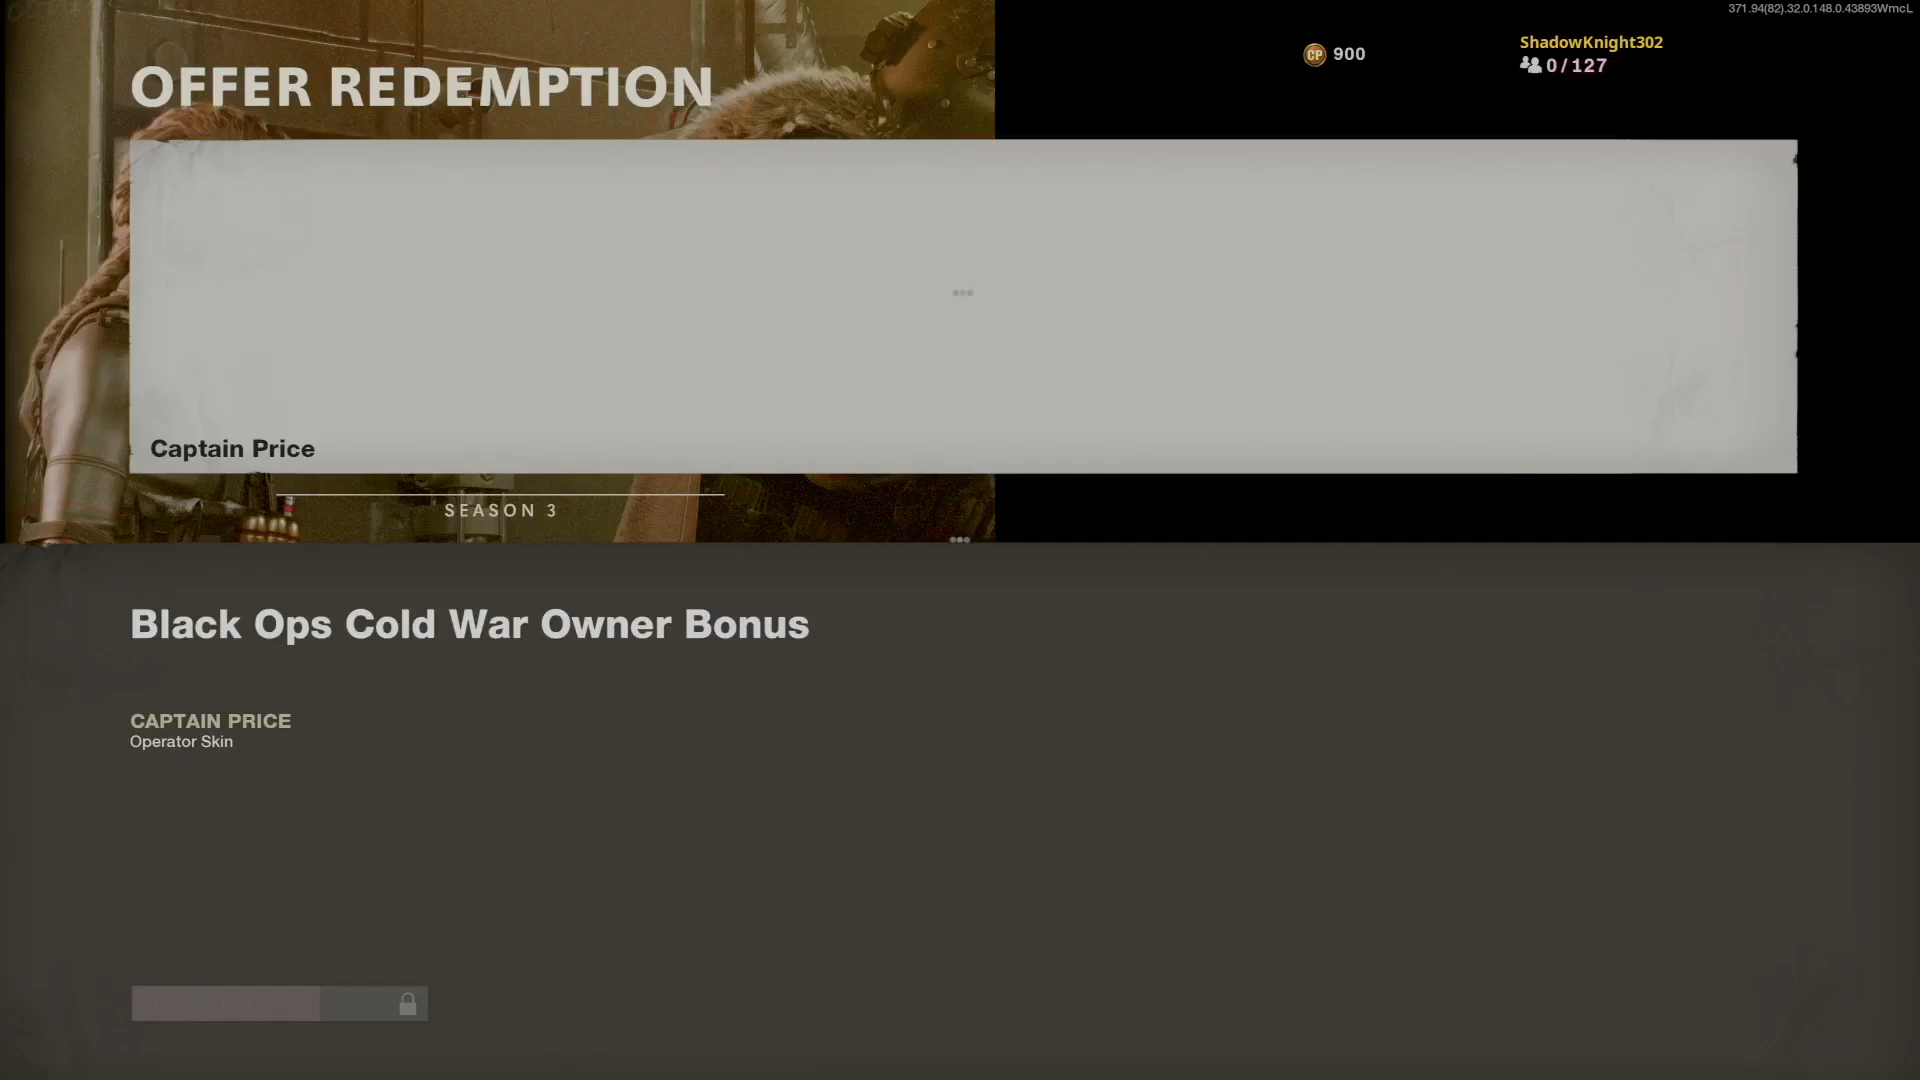 371.94(82).32.0.148.0.43893WmcL
OFFER REDEMPTION
CP 900
ShadowKnight302
0/127
Captain Price
SEASON 3
Black Ops Cold War Owner Bonus
CAPTAIN PRICE
Operator Skin